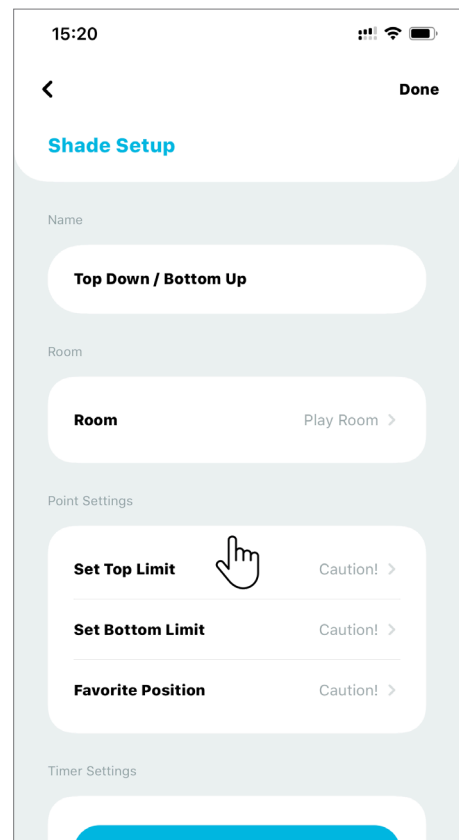 15:20
Done
Shade Setup
Name
Top Down / Bottom Up
Room
Room Play Room
Point Settings
Set Top Limit Caution!
Set Bottom Limit Caution!
Favorite Position Caution!
Timer Settings